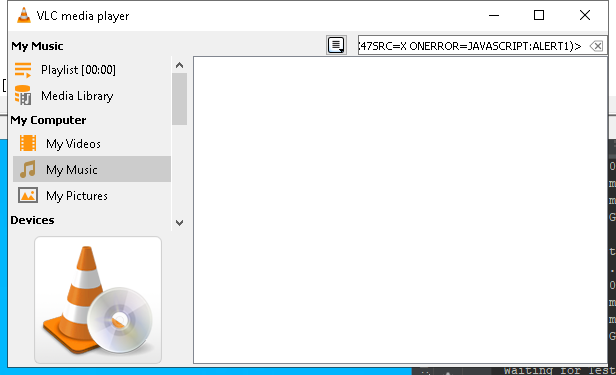 VLC media player
My Music
(47SRC=X ONERROR=JAVASCRIPT:ALERT1)>
Playlist [00:00]
Media Library
My Computer
My Videos
My Music
My Pictures
Devices
Waiting for Test